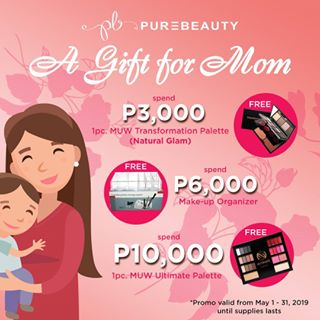 pb PUREBEAUTY
A Gift for Mom
spend
P3,000
1pc. MUW Transformation Palette
(Natural Glam)
FREE
FREE
spend
P6,000
Make-up Organizer
spend
P10,000
1pc. MUW Ultimate Palette
FREE
*Promo valid from May 1 - 31, 2019
until supplies lasts